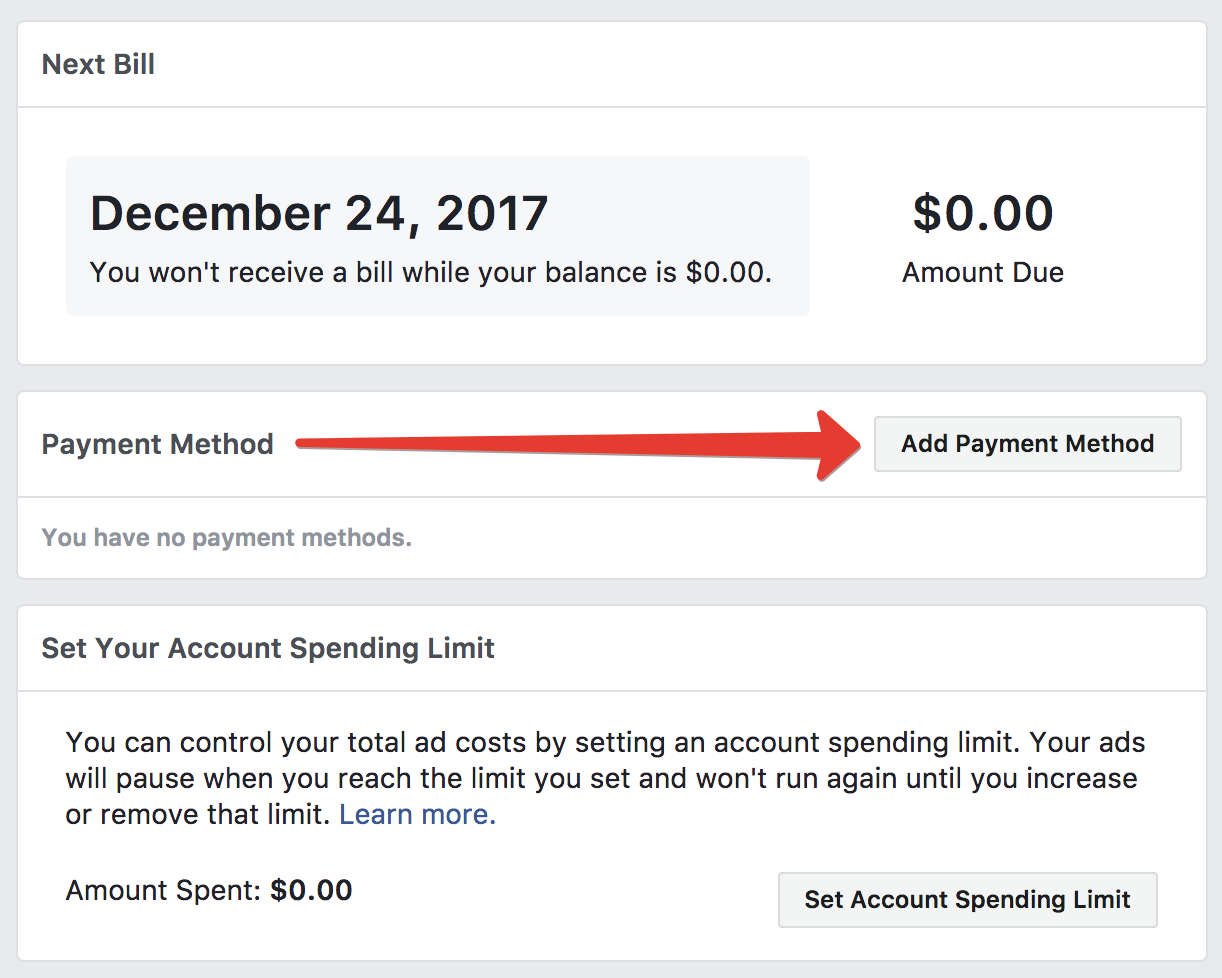 Next Bill
December 24, 2017
You won't receive a bill while your balance is $0.00.
$0.00
Amount Due
Payment Method
Add Payment Method
You have no payment methods.
Set Your Account Spending Limit
You can control your total ad costs by setting an account spending limit. Your ads
will pause when you reach the limit you set and won't run again until you increase
or remove that limit. Learn more.
Amount Spent: $0.00
Set Account Spending Limit